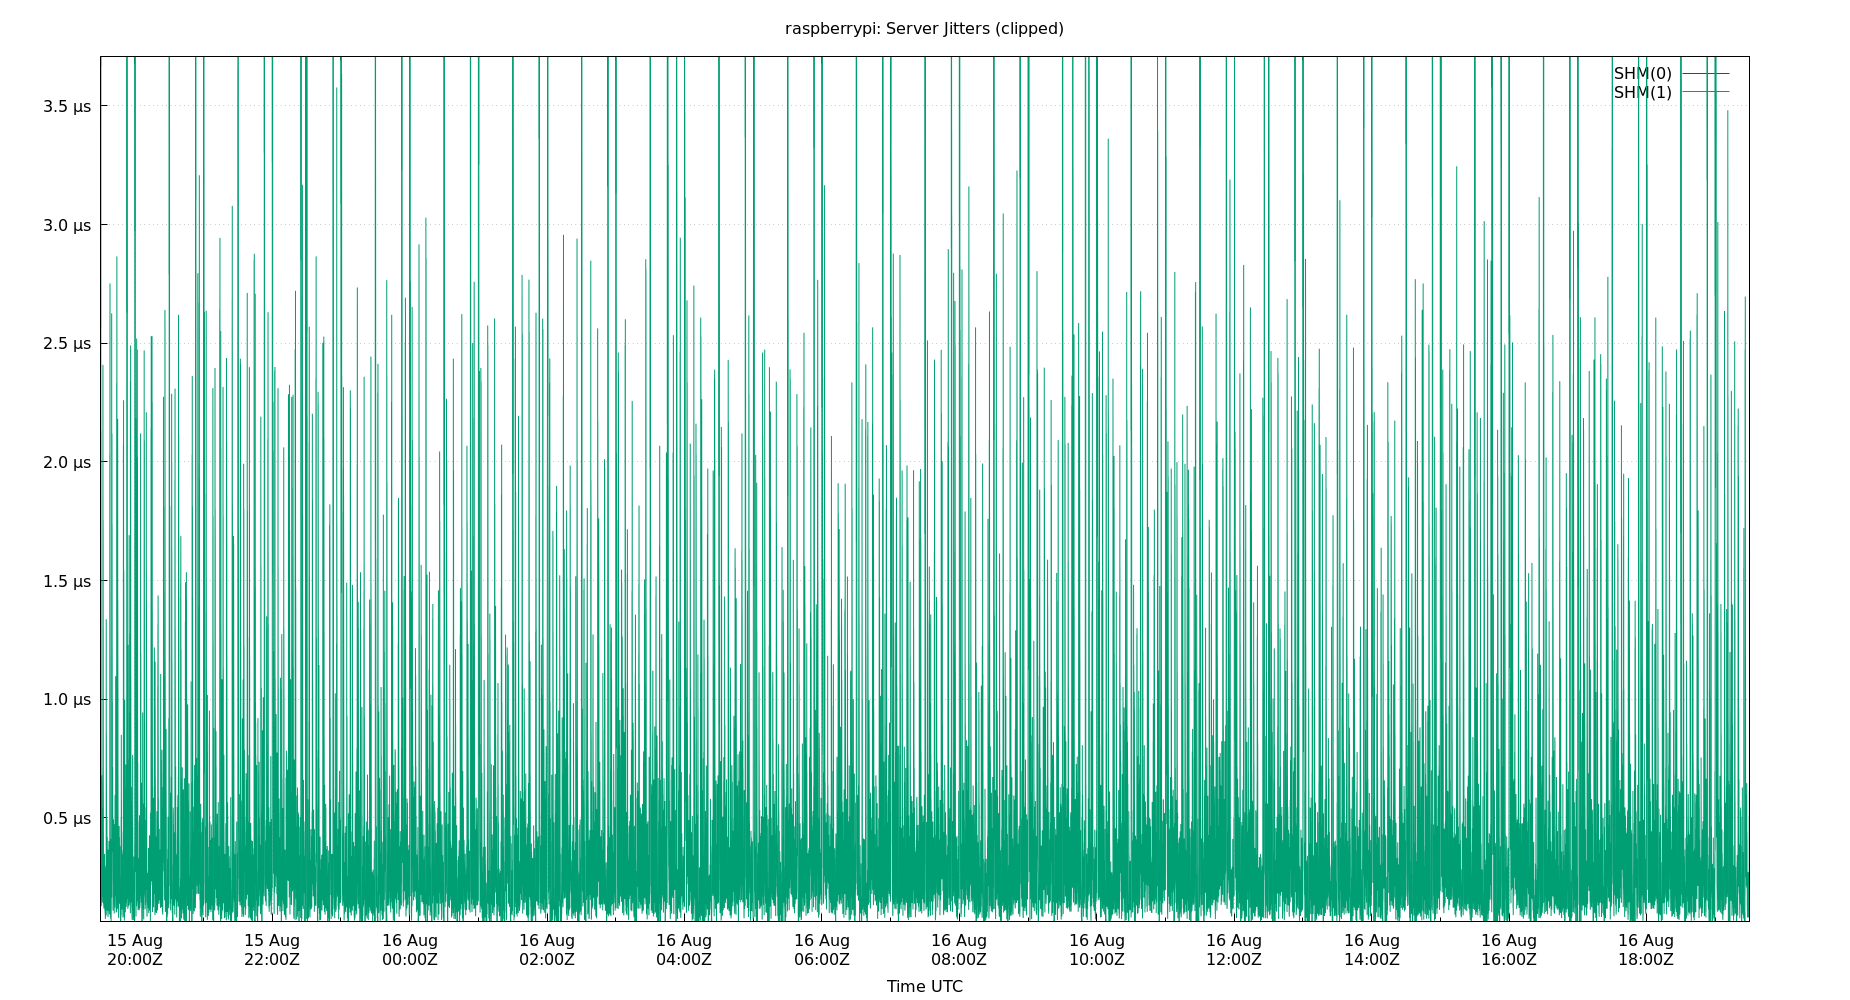 raspberrypi: Server Jitters (clipped)
SHM(0)
SHM(1)
3.5 µs
3.0 µs
2.5 µs
2.0 µs
1.5 µs
1.0 µs
0.5 µs
15 Aug 15 Aug 16 Aug 16 Aug 16 Aug 16 Aug 16 Aug 16 Aug 16 Aug 16 Aug 16 Aug 16 Aug
20:00Z 22:00Z 00:00Z 02:00Z 04:00Z 06:00Z 08:00Z 10:00Z 12:00Z 14:00Z 16:00Z 18:00Z
Time UTC